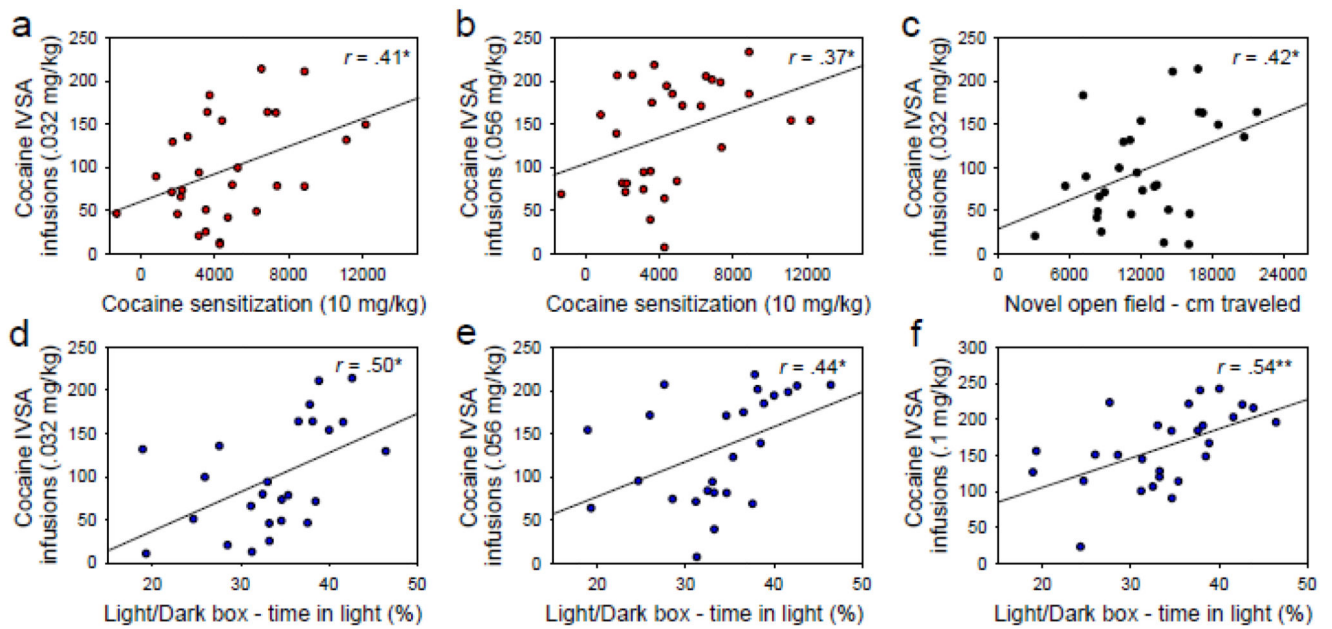 a
r = .41*
Cocaine IVSA
infusions (.032 mg/kg)
250
200
150
100
50
0
0 4000 8000 12000
Cocaine sensitization (10 mg/kg)
b
r = .37*
Cocaine IVSA
infusions (.056 mg/kg)
250
200
150
100
50
0
0 4000 8000 12000
Cocaine sensitization (10 mg/kg)
c
r = .42*
Cocaine IVSA
infusions (.032 mg/kg)
250
200
150
100
50
0
0 6000 12000 18000 24000
Novel open field - cm traveled
d
r = .50*
Cocaine IVSA
infusions (.032 mg/kg)
250
200
150
100
50
0
20 30 40 50
Light/Dark box - time in light (%)
e
r = .44*
Cocaine IVSA
infusions (.056 mg/kg)
250
200
150
100
50
0
20 30 40 50
Light/Dark box - time in light (%)
f
r = .54**
Cocaine IVSA
infusions (.1 mg/kg)
300
250
200
150
100
50
0
20 30 40 50
Light/Dark box - time in light (%)